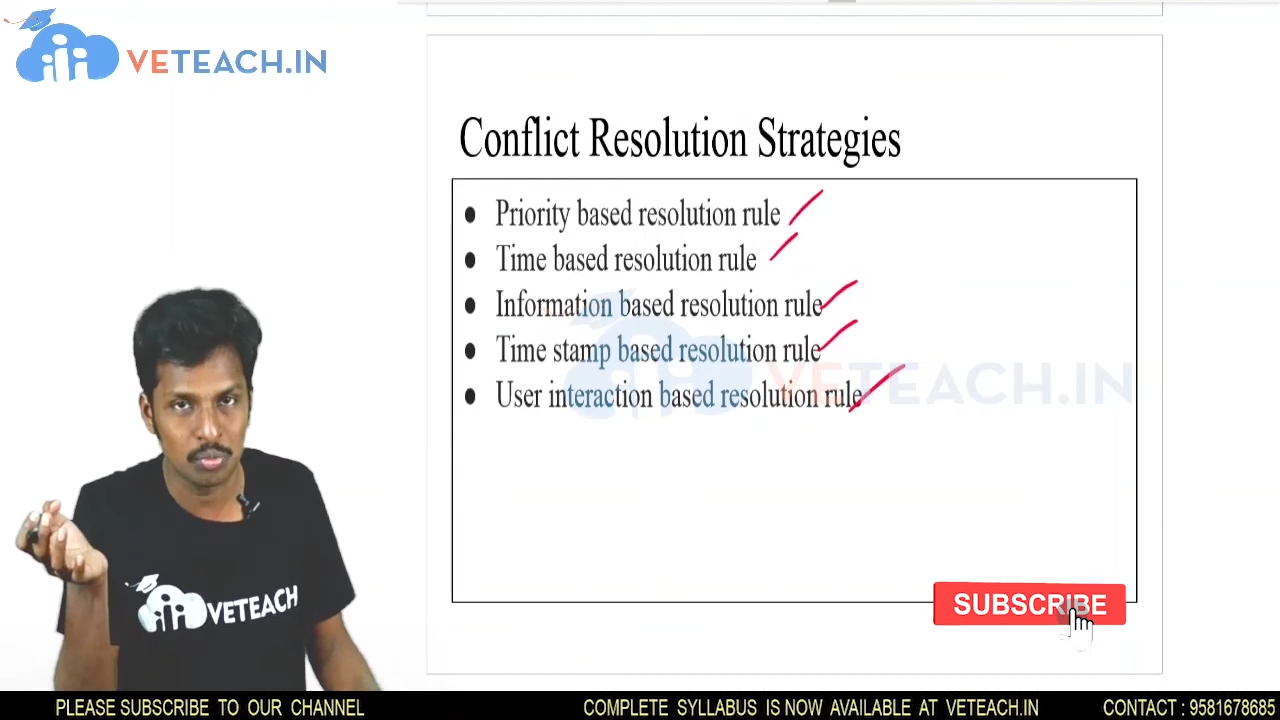 VETEACH.IN
Conflict Resolution Strategies
● Priority based resolution rule
● Time based resolution rule
● Information based resolution rule
● Time stamp based resolution rule
● User interaction based resolution rule
VETEACH.IN
VETEACH
SUBSCRIBE
PLEASE SUBSCRIBE TO OUR CHANNEL
COMPLETE SYLLABUS IS NOW AVAILABLE AT VETEACH.IN
CONTACT : 9581678685